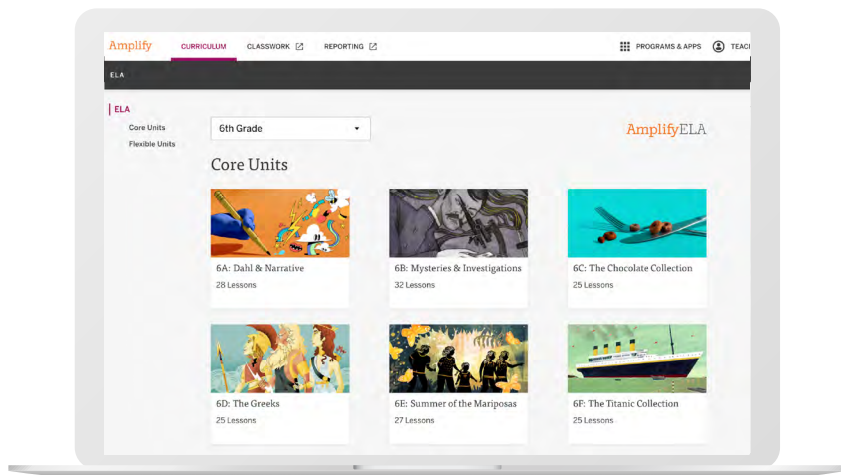 Amplify
CURRICULUM
CLASSWORK
REPORTING
PROGRAMS & APPS
TEAC
ELA
ELA
Core Units
Flexible Units
6th Grade
AmplifyELA
Core Units
6A: Dahl & Narrative
28 Lessons
6B: Mysteries & Investigations
32 Lessons
6C: The Chocolate Collection
25 Lessons
6D: The Greeks
25 Lessons
6E: Summer of the Mariposas
27 Lessons
6F: The Titanic Collection
25 Lessons